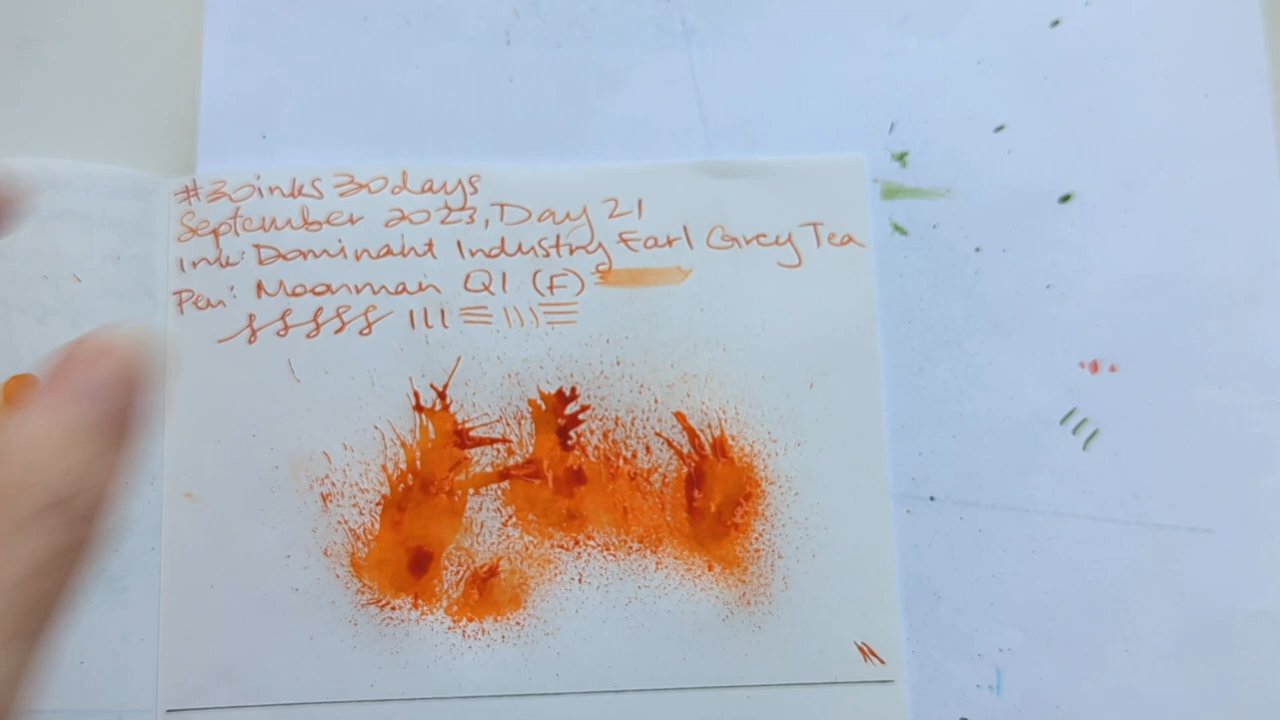 #30inks30days
September 2023, Day 21
Ink: Dominant Industry Earl Grey Tea
Pen: Moonman Q1 (F)